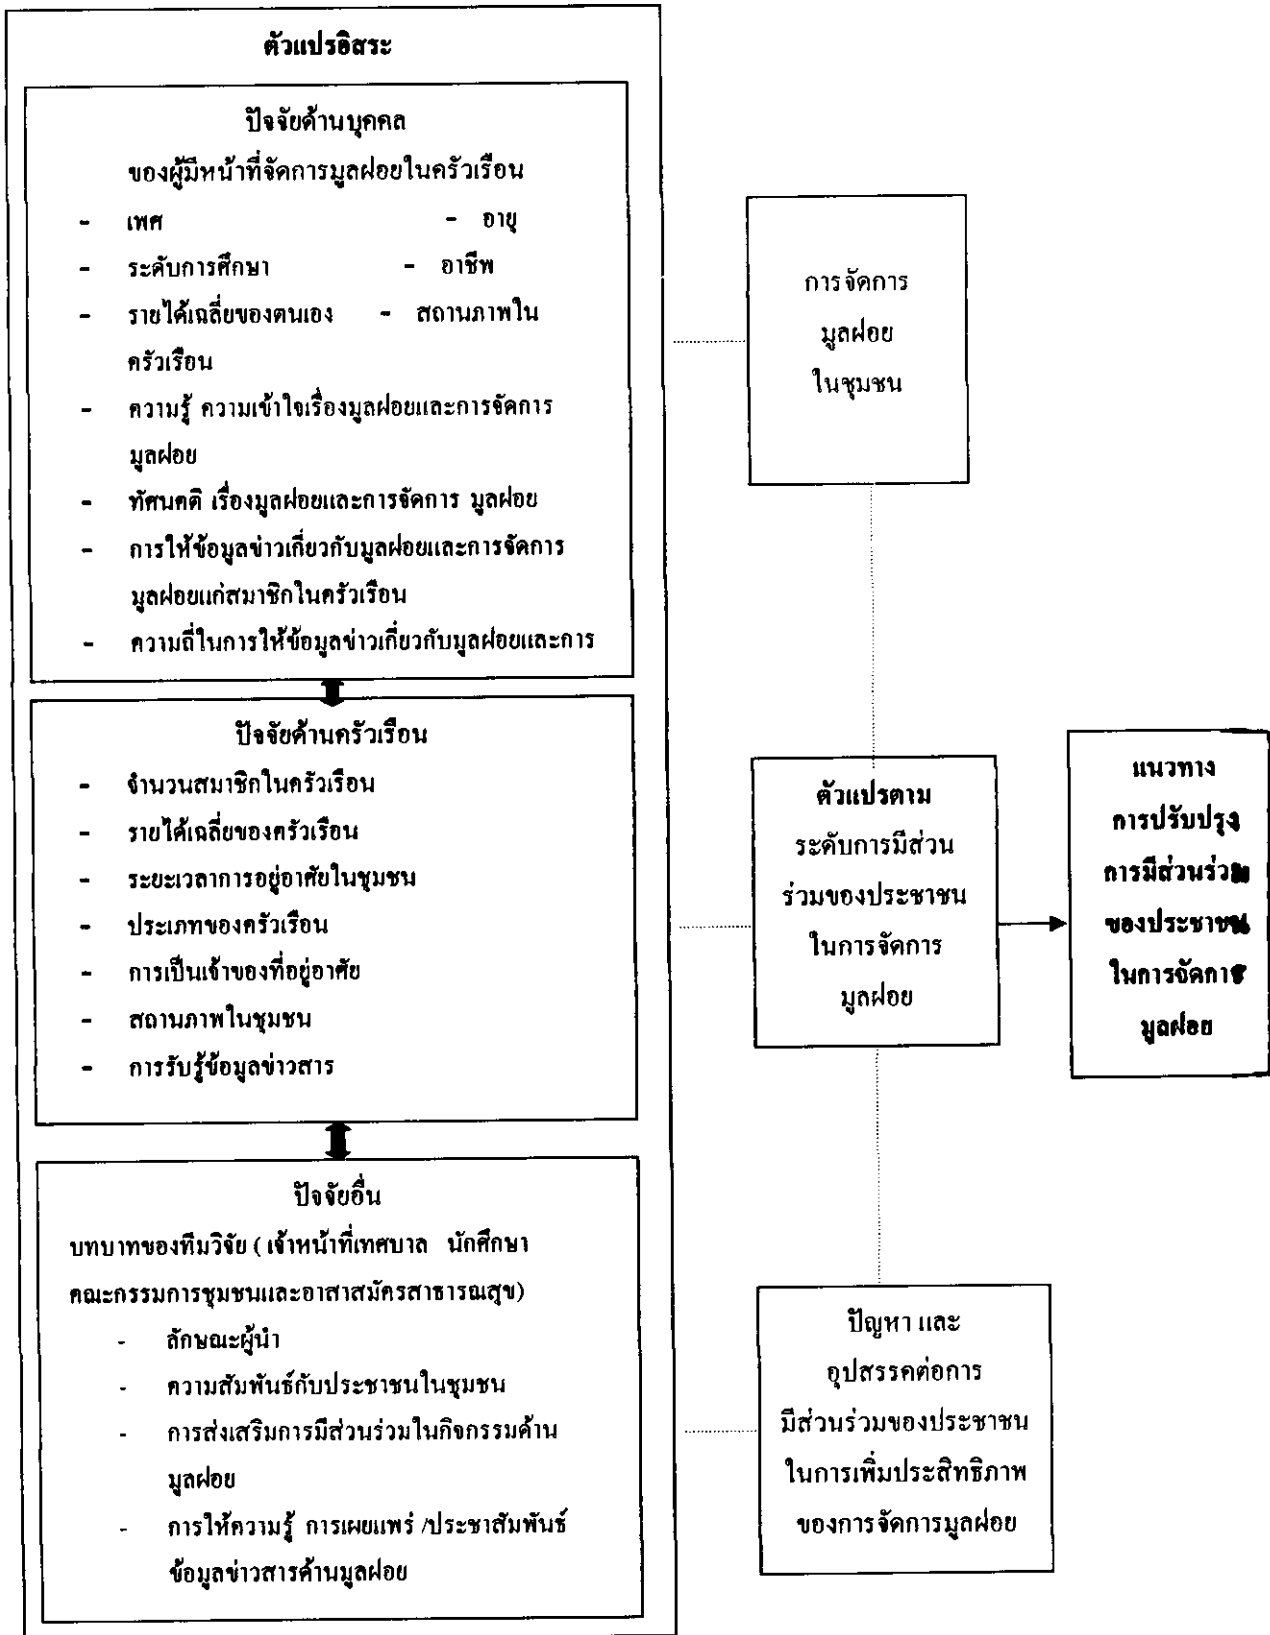 ตัวแปรอิสระ
ปัจจัยด้านบุคคล
ของผู้มีหน้าที่จัดการมูลฝอยในครัวเรือน
- เพศ - อายุ
- ระดับการศึกษา - อาชีพ
- รายได้เฉลี่ยของตนเอง - สถานภาพใน
ครัวเรือน
- ความรู้ ความเข้าใจเรื่องมูลฝอยและการจัดการ
มูลฝอย
- ทัศนคติ เรื่องมูลฝอยและการจัดการ มูลฝอย
- การให้ข้อมูลข่าวเกี่ยวกับมูลฝอยและการจัดการ
มูลฝอยแก่สมาชิกในครัวเรือน
- ความถี่ในการให้ข้อมูลข่าวเกี่ยวกับมูลฝอยและการ
ปัจจัยด้านครัวเรือน
- จำนวนสมาชิกในครัวเรือน
- รายได้เฉลี่ยของครัวเรือน
- ระยะเวลาการอยู่อาศัยในชุมชน
- ประเภทของครัวเรือน
- การเป็นเจ้าของที่อยู่อาศัย
- สถานภาพในชุมชน
- การรับรู้ข้อมูลข่าวสาร
ปัจจัยอื่น
บทบาทของทีมวิจัย ( เจ้าหน้าที่เทศบาล นักศึกษา
คณะกรรมการชุมชนและอาสาสมัครสาธารณสุข)
- ลักษณะผู้นำ
- ความสัมพันธ์กับประชาชนในชุมชน
- การส่งเสริมการมีส่วนร่วมในกิจกรรมด้าน
มูลฝอย
- การให้ความรู้ การเผยแพร่ /ประชาสัมพันธ์
ข้อมูลข่าวสารด้านมูลฝอย
การจัดการ
มูลฝอย
ในชุมชน
ตัวแปรตาม
ระดับการมีส่วน
ร่วมของประชาชน
ในการจัดการ
มูลฝอย
ปัญหา และ
อุปสรรคต่อการ
มีส่วนร่วมของประชาชน
ในการเพิ่มประสิทธิภาพ
ของการจัดการมูลฝอย
แนวทาง
การปรับปรุง
การมีส่วนร่วม
ของประชาชน
ในการจัดการ
มูลฝอย